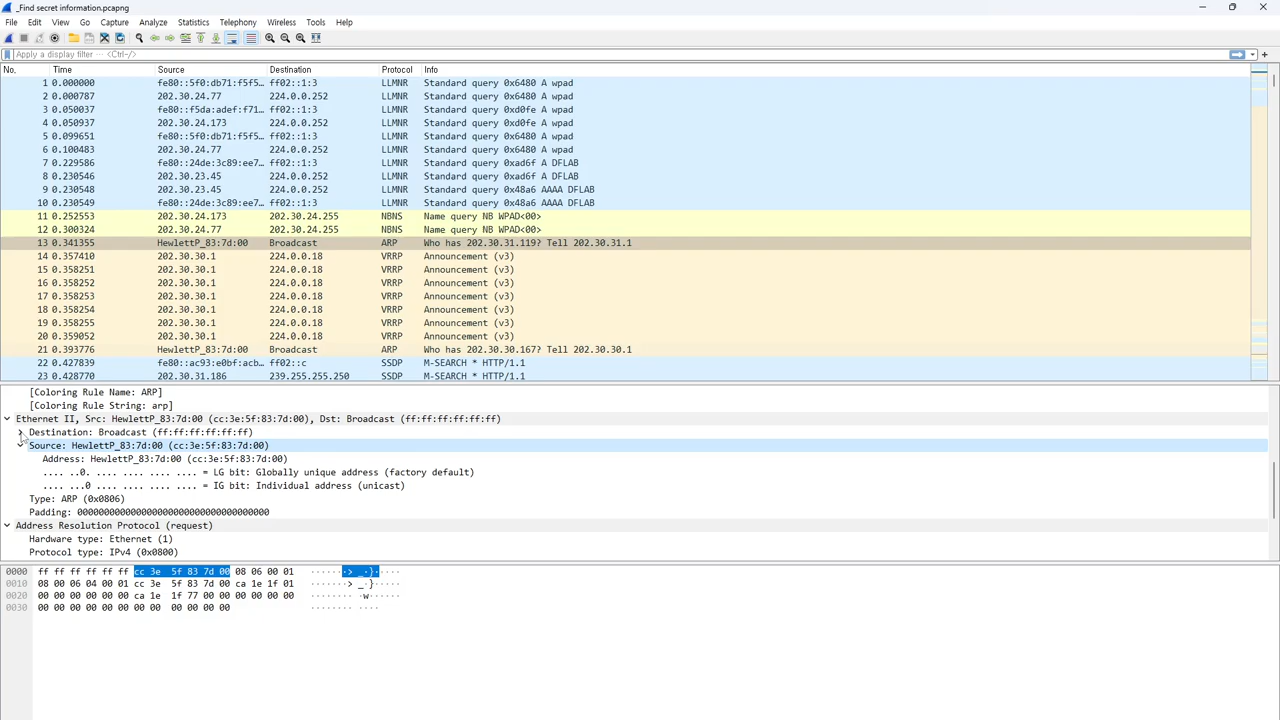 _Find secret information.pcapng
File Edit View Go Capture Analyze Statistics Telephony Wireless Tools Help
Apply a display filter ... <Ctrl-/>
No. Time Source Destination Protocol Info
1 0.000000 fe80::5f0:db71:f5f5… ff02::1:3 LLMNR Standard query 0x6480 A wpad
2 0.000787 202.30.24.77 224.0.0.252 LLMNR Standard query 0x6480 A wpad
3 0.050037 fe80::f5da:adef:f71… ff02::1:3 LLMNR Standard query 0xd0fe A wpad
4 0.050937 202.30.24.173 224.0.0.252 LLMNR Standard query 0xd0fe A wpad
5 0.099651 fe80::5f0:db71:f5f5… ff02::1:3 LLMNR Standard query 0x6480 A wpad
6 0.100483 202.30.24.77 224.0.0.252 LLMNR Standard query 0x6480 A wpad
7 0.229586 fe80::24de:3c89:ee7… ff02::1:3 LLMNR Standard query 0xad6f A DFLAB
8 0.230546 202.30.23.45 224.0.0.252 LLMNR Standard query 0xad6f A DFLAB
9 0.230548 202.30.23.45 224.0.0.252 LLMNR Standard query 0x48a6 AAAA DFLAB
10 0.230549 fe80::24de:3c89:ee7… ff02::1:3 LLMNR Standard query 0x48a6 AAAA DFLAB
11 0.252553 202.30.24.173 202.30.24.255 NBNS Name query NB WPAD<00>
12 0.300324 202.30.24.77 202.30.24.255 NBNS Name query NB WPAD<00>
13 0.341355 HewlettP_83:7d:00 Broadcast ARP Who has 202.30.31.119? Tell 202.30.31.1
14 0.357410 202.30.30.1 224.0.0.18 VRRP Announcement (v3)
15 0.358251 202.30.30.1 224.0.0.18 VRRP Announcement (v3)
16 0.358252 202.30.30.1 224.0.0.18 VRRP Announcement (v3)
17 0.358253 202.30.30.1 224.0.0.18 VRRP Announcement (v3)
18 0.358254 202.30.30.1 224.0.0.18 VRRP Announcement (v3)
19 0.358255 202.30.30.1 224.0.0.18 VRRP Announcement (v3)
20 0.359052 202.30.30.1 224.0.0.18 VRRP Announcement (v3)
21 0.393776 HewlettP_83:7d:00 Broadcast ARP Who has 202.30.30.167? Tell 202.30.30.1
22 0.427839 fe80::ac93:e0bf:acb… ff02::c SSDP M-SEARCH * HTTP/1.1
23 0.428770 202.30.31.186 239.255.255.250 SSDP M-SEARCH * HTTP/1.1
[Coloring Rule Name: ARP]
[Coloring Rule String: arp]
Ethernet II, Src: HewlettP_83:7d:00 (cc:3e:5f:83:7d:00), Dst: Broadcast (ff:ff:ff:ff:ff:ff)
Destination: Broadcast (ff:ff:ff:ff:ff:ff)
Source: HewlettP_83:7d:00 (cc:3e:5f:83:7d:00)
Address: HewlettP_83:7d:00 (cc:3e:5f:83:7d:00)
.... ..0. .... .... .... .... = LG bit: Globally unique address (factory default)
.... ...0 .... .... .... .... = IG bit: Individual address (unicast)
Type: ARP (0x0806)
Padding: 000000000000000000000000000000000000
Address Resolution Protocol (request)
Hardware type: Ethernet (1)
Protocol type: IPv4 (0x0800)
0000 ff ff ff ff ff ff cc 3e 5f 83 7d 00 08 06 00 01 ·······> _·}·····
0010 08 00 06 04 00 01 cc 3e 5f 83 7d 00 ca 1e 1f 01 ·······> _·}·····
0020 00 00 00 00 00 00 ca 1e 1f 77 00 00 00 00 00 00 ········ ·w······
0030 00 00 00 00 00 00 00 00 00 00 00 00 ········ ····